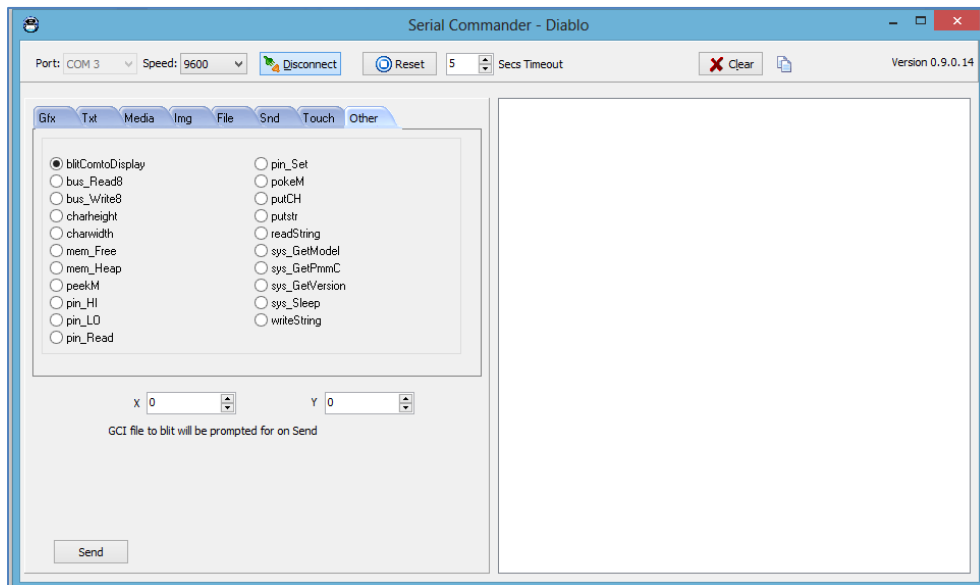 Serial Commander - Diablo
Port: COM 3 Speed: 9600 Disconnect Reset 5 Secs Timeout Clear Version 0.9.0.14
Gfx Txt Media Img File Snd Touch Other
blitComtoDisplay pin_Set
bus_Read8 pokeM
bus_Write8 putCH
charheight putstr
charwidth readString
mem_Free sys_GetModel
mem_Heap sys_GetPmmC
peekM sys_GetVersion
pin_HI sys_Sleep
pin_LO writeString
pin_Read
X 0 Y 0
GCI file to blit will be prompted for on Send
Send